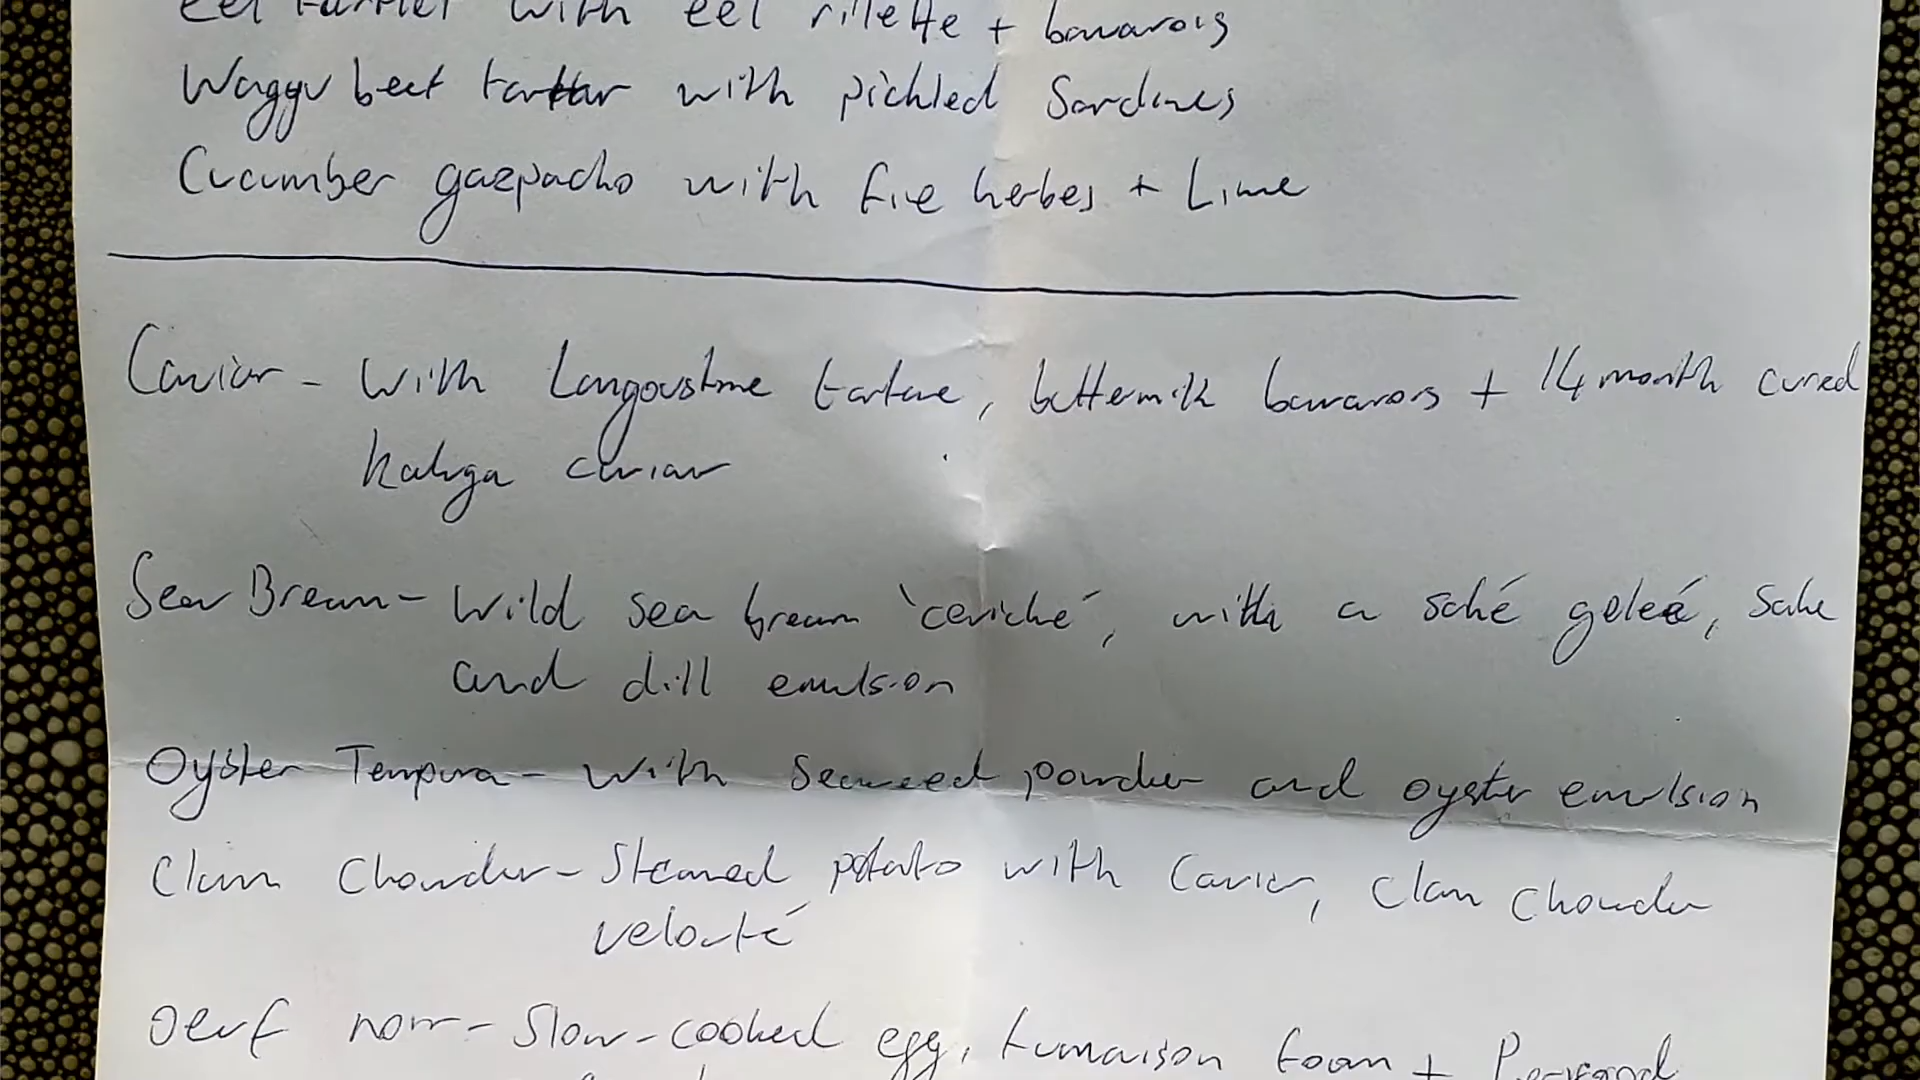 eel tartlet with eel rillette + bavarois
Waggu beef tartar with pickled Sardines
Cucumber gazpacho with five herbes + Lime
Caviar - With Langoustine tartare, buttermilk bavarois + 14 month cured
kaluga caviar
Sea Bream - Wild sea bream 'ceviché', with a saké geleé, sake
and dill emulsion
Oyster Tempura - With Seaweed powder and oyster emulsion
Clam Chowder - Steamed potato with Caviar, Clam Chowder
velouté
Oeuf noir - Slow-cooked egg, foam + Perigord